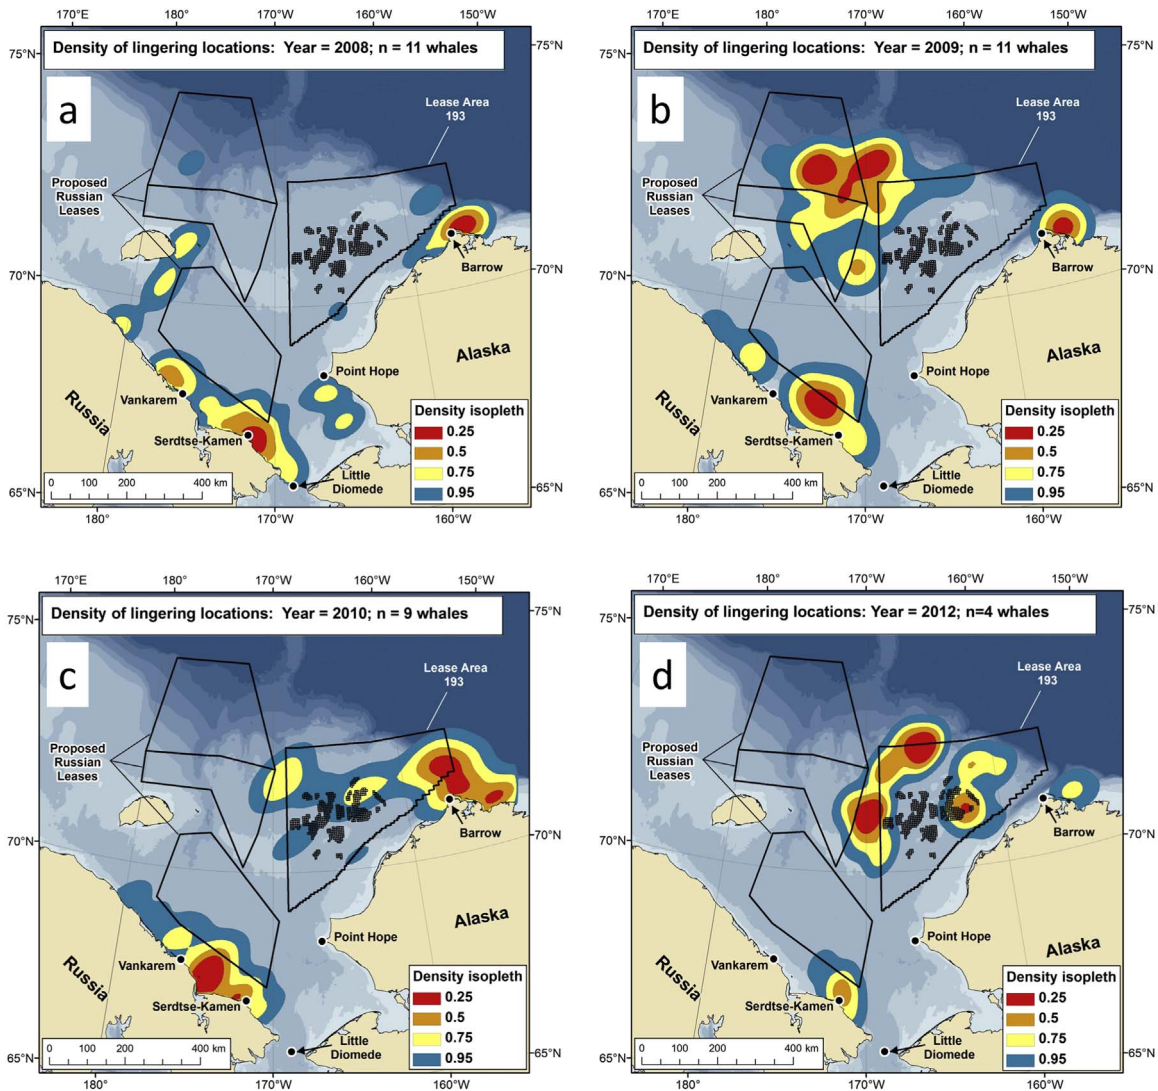 170°E 180° 170°W 160°W 150°W
75°N
75°N
Density of lingering locations: Year = 2008; n = 11 whales
a
Lease Area
193
Proposed
Russian
Leases
70°N
70°N
Barrow
Alaska
Point Hope
Russia
Vankarem
Serdtse-Kamen
Little
Diomede
Density isopleth
0.25
0.5
0.75
0.95
0 100 200 400 km
65°N
65°N
180° 170°W 160°W
170°E 180° 170°W 160°W 150°W
75°N
75°N
Density of lingering locations: Year = 2009; n = 11 whales
b
Lease Area
193
Proposed
Russian
Leases
70°N
70°N
Barrow
Alaska
Point Hope
Russia
Vankarem
Serdtse-Kamen
Little
Diomede
Density isopleth
0.25
0.5
0.75
0.95
0 100 200 400 km
65°N
65°N
180° 170°W 160°W
170°E 180° 170°W 160°W 150°W
75°N
75°N
Density of lingering locations: Year = 2010; n = 9 whales
c
Lease Area
193
Proposed
Russian
Leases
70°N
70°N
Barrow
Alaska
Point Hope
Russia
Vankarem
Serdtse-Kamen
Little
Diomede
Density isopleth
0.25
0.5
0.75
0.95
0 100 200 400 km
65°N
65°N
180° 170°W 160°W
170°E 180° 170°W 160°W 150°W
75°N
75°N
Density of lingering locations: Year = 2012; n=4 whales
d
Lease Area
193
Proposed
Russian
Leases
70°N
70°N
Barrow
Alaska
Point Hope
Russia
Vankarem
Serdtse-Kamen
Little
Diomede
Density isopleth
0.25
0.5
0.75
0.95
0 100 200 400 km
65°N
65°N
180° 170°W 160°W